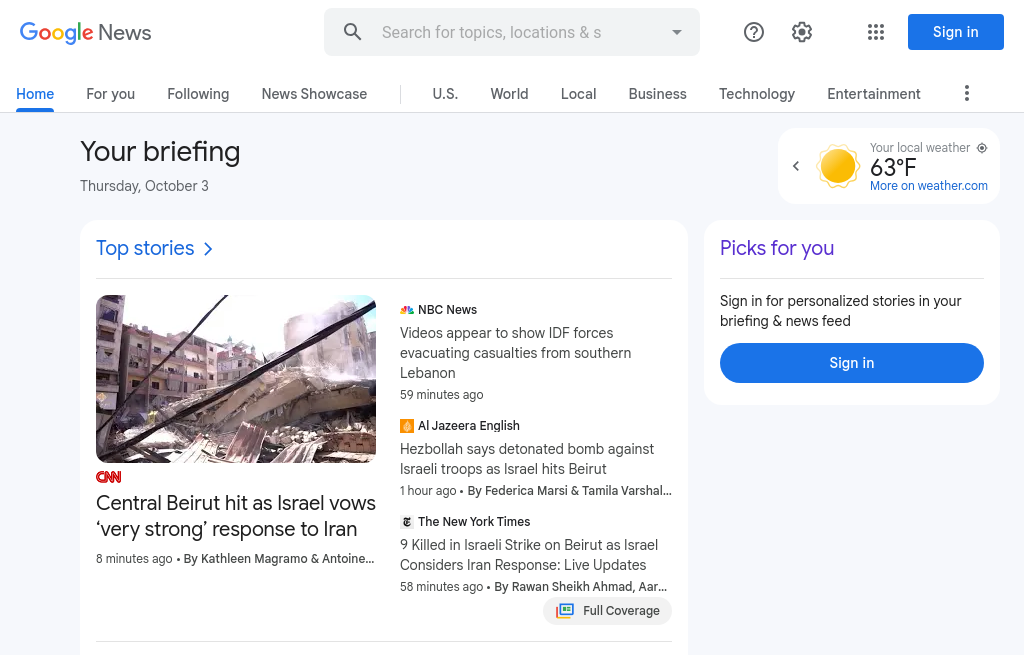 Google News
Search for topics, locations & s
Sign in
Home
For you
Following
News Showcase
U.S.
World
Local
Business
Technology
Entertainment
Your briefing
Thursday, October 3
Your local weather
63°F
More on weather.com
Top stories
CNN
Central Beirut hit as Israel vows
‘very strong’ response to Iran
8 minutes ago • By Kathleen Magramo & Antoine…
NBC News
Videos appear to show IDF forces
evacuating casualties from southern
Lebanon
59 minutes ago
Al Jazeera English
Hezbollah says detonated bomb against
Israeli troops as Israel hits Beirut
1 hour ago • By Federica Marsi & Tamila Varshal…
The New York Times
9 Killed in Israeli Strike on Beirut as Israel
Considers Iran Response: Live Updates
58 minutes ago • By Rawan Sheikh Ahmad, Aar…
Full Coverage
Picks for you
Sign in for personalized stories in your
briefing & news feed
Sign in